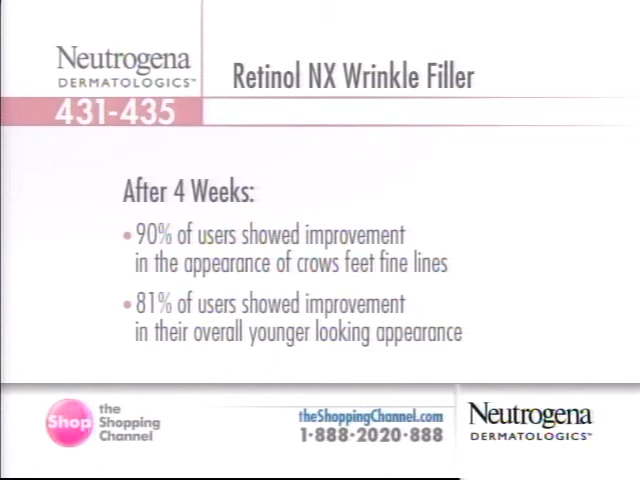 Neutrogena
DERMATOLOGICS™
431-435
Retinol NX Wrinkle Filler
After 4 Weeks:
• 90% of users showed improvement
in the appearance of crows feet fine lines
• 81% of users showed improvement
in their overall younger looking appearance
Shop
the
Shopping
Channel
theShoppingChannel.com
1·888·2020·888
Neutrogena
DERMATOLOGICS™